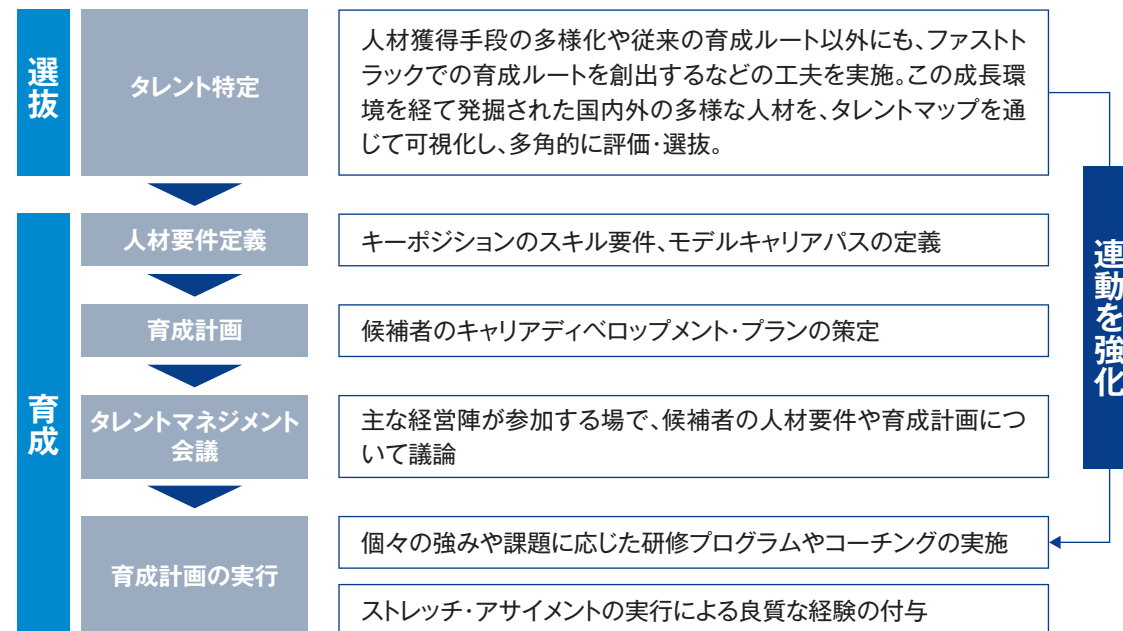 選抜
タレント特定
人材獲得手段の多様化や従来の育成ルート以外にも、ファストト
ラックでの育成ルートを創出するなどの工夫を実施。この成長環
境を経て発掘された国内外の多様な人材を、タレントマップを通
じて可視化し、多角的に評価・選抜。
育成
人材要件定義
キーポジションのスキル要件、モデルキャリアパスの定義
育成計画
候補者のキャリアディベロップメント・プランの策定
タレントマネジメント
会議
主な経営陣が参加する場で、候補者の人材要件や育成計画につ
いて議論
育成計画の実行
個々の強みや課題に応じた研修プログラムやコーチングの実施
ストレッチ・アサイメントの実行による良質な経験の付与
連動を強化